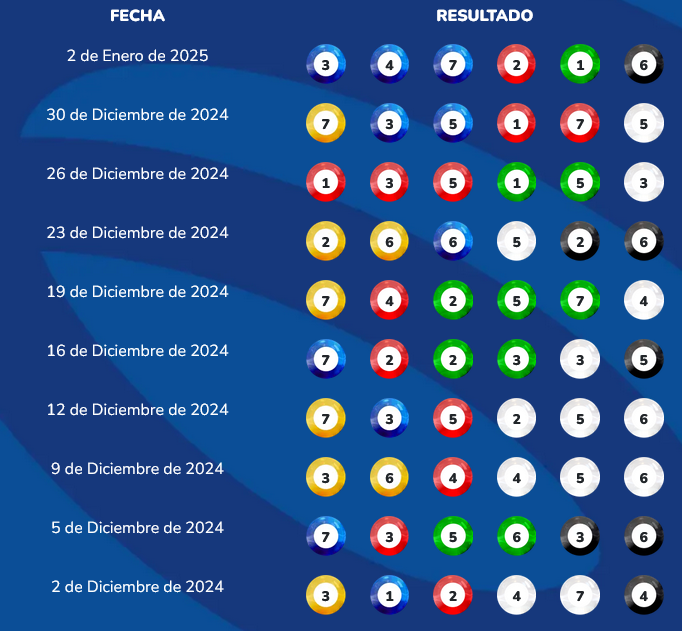 FECHA RESULTADO
2 de Enero de 2025 3 4 7 2 1 6
30 de Diciembre de 2024 7 3 5 1 7 5
26 de Diciembre de 2024 1 3 5 1 5 3
23 de Diciembre de 2024 2 6 6 5 2 6
19 de Diciembre de 2024 7 4 2 5 7 4
16 de Diciembre de 2024 7 2 2 3 3 5
12 de Diciembre de 2024 7 3 5 2 5 6
9 de Diciembre de 2024 3 6 4 4 5 6
5 de Diciembre de 2024 7 3 5 6 3 6
2 de Diciembre de 2024 3 1 2 4 7 4